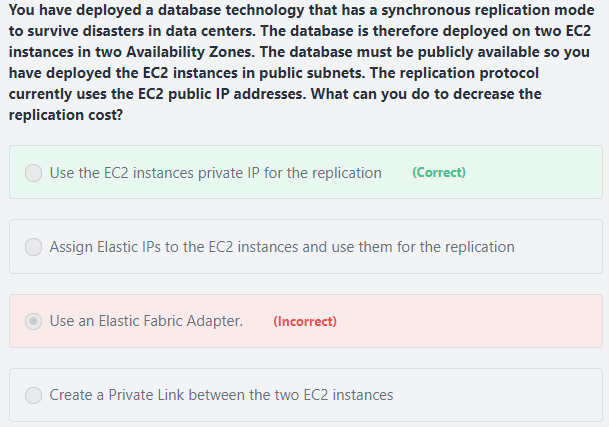 You have deployed a database technology that has a synchronous replication mode
to survive disasters in data centers. The database is therefore deployed on two EC2
instances in two Availability Zones. The database must be publicly available so you
have deployed the EC2 instances in public subnets. The replication protocol
currently uses the EC2 public IP addresses. What can you do to decrease the
replication cost?
Use the EC2 instances private IP for the replication (Correct)
Assign Elastic IPs to the EC2 instances and use them for the replication
Use an Elastic Fabric Adapter. (Incorrect)
Create a Private Link between the two EC2 instances